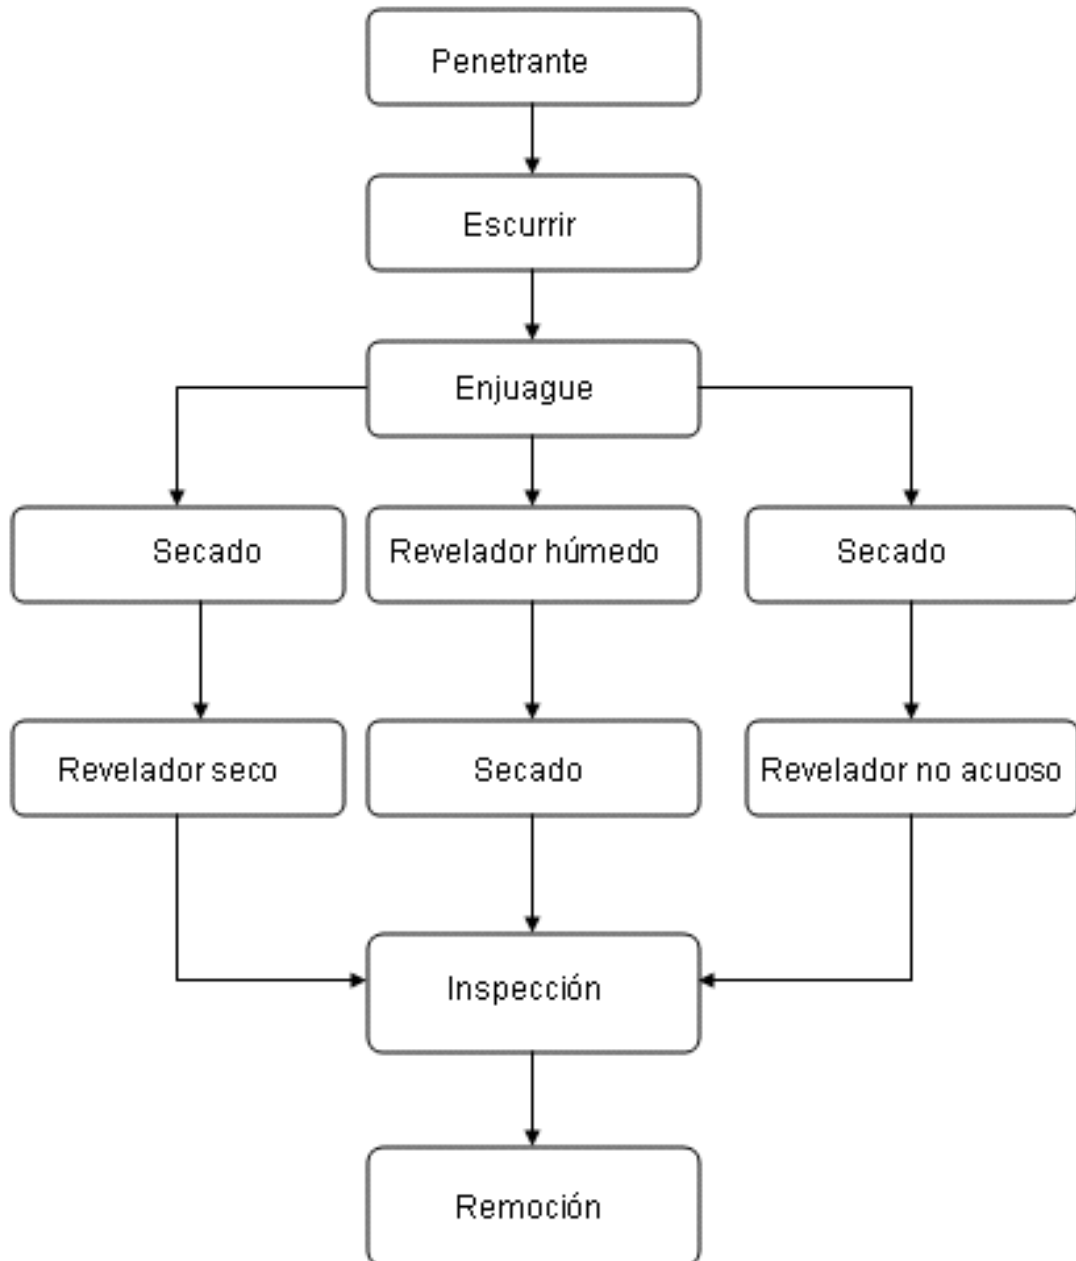 Penetrante
Escurrir
Enjuague
Secado
Revelador húmedo
Secado
Revelador seco
Secado
Revelador no acuoso
Inspección
Remoción